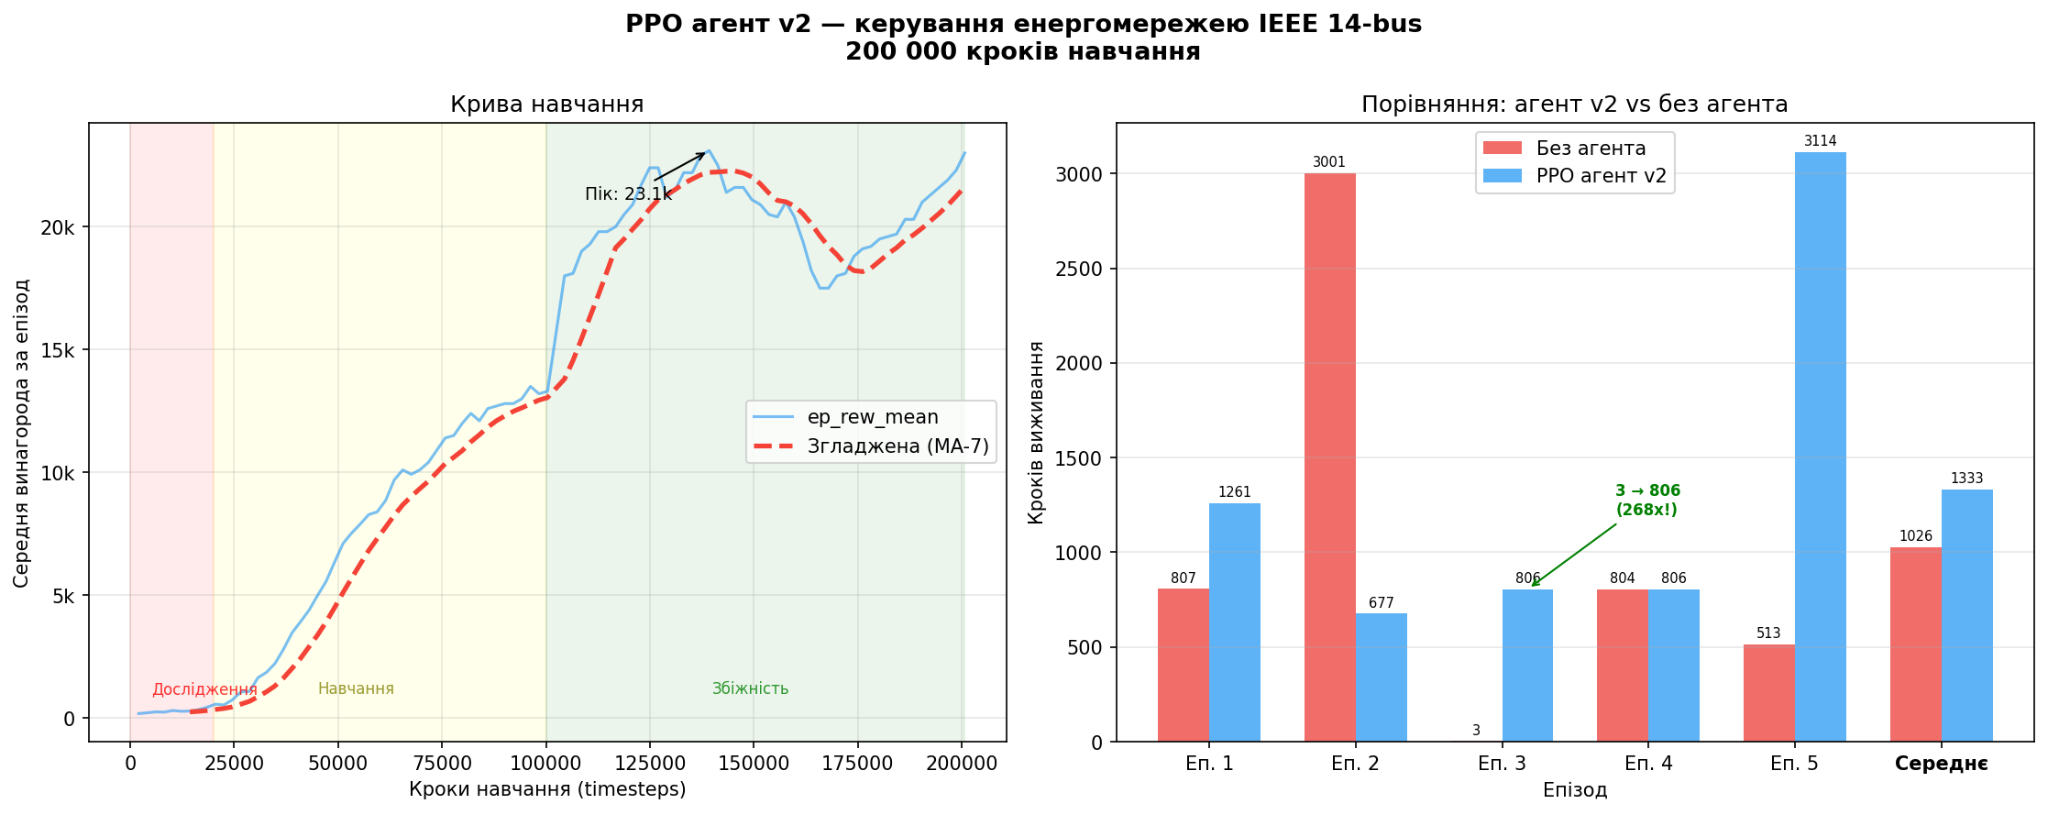 PPO агент v2 — керування енергомережею IEEE 14-bus
200 000 кроків навчання
Крива навчання
Середня винагорода за епізод
20k
15k
10k
5k
0
Пік: 23.1k
ep_rew_mean
Згладжена (MA-7)
Дослідження
Навчання
Збіжність
0 25000 50000 75000 100000 125000 150000 175000 200000
Кроки навчання (timesteps)
Порівняння: агент v2 vs без агента
Кроків виживання
3000
2500
2000
1500
1000
500
0
Без агента
PPO агент v2
807 1261
3001 677
3 806
804 806
513 3114
1026 1333
3 → 806
(268x!)
Еп. 1 Еп. 2 Еп. 3 Еп. 4 Еп. 5 Середнє
Епізод